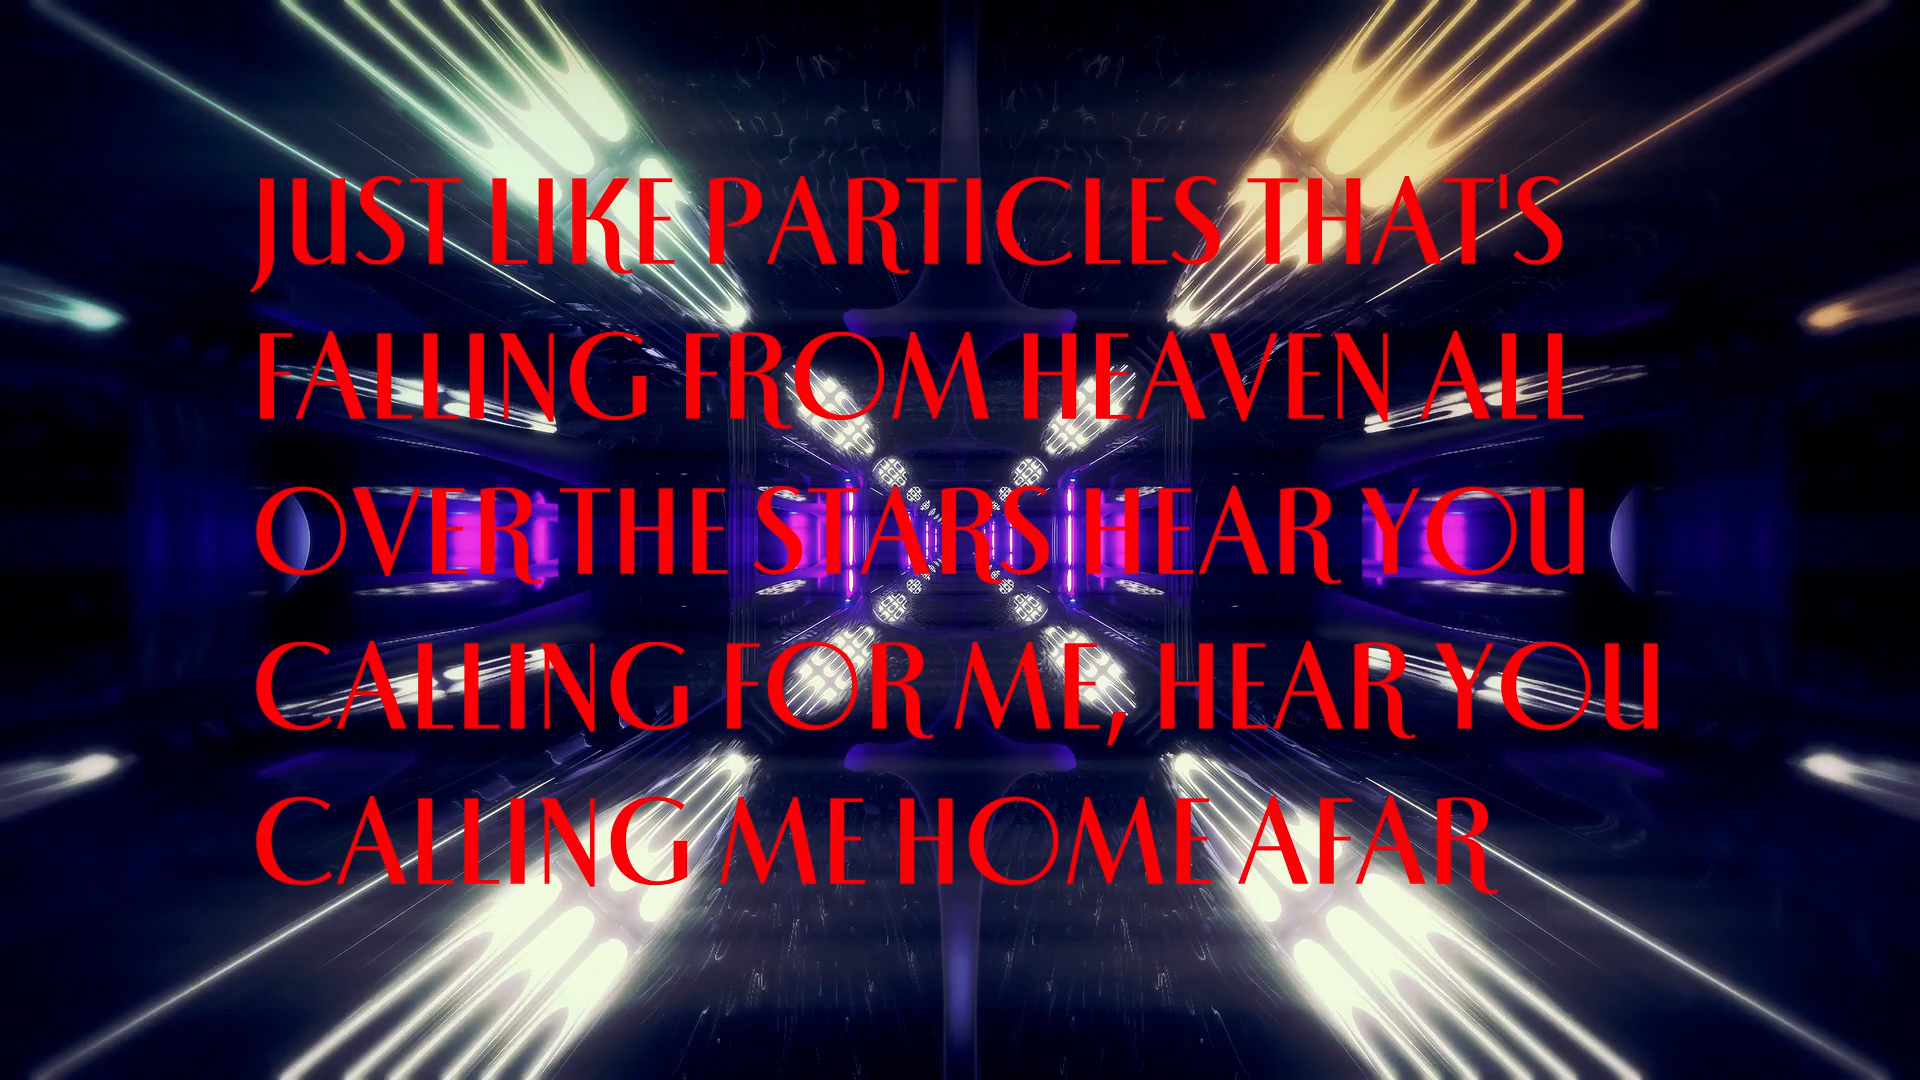 JUST LIKE PARTICLES THAT'S
FALLING FROM HEAVEN ALL
OVER THE STARS HEAR YOU
CALLING FOR ME, HEAR YOU
CALLING ME HOME AFAR